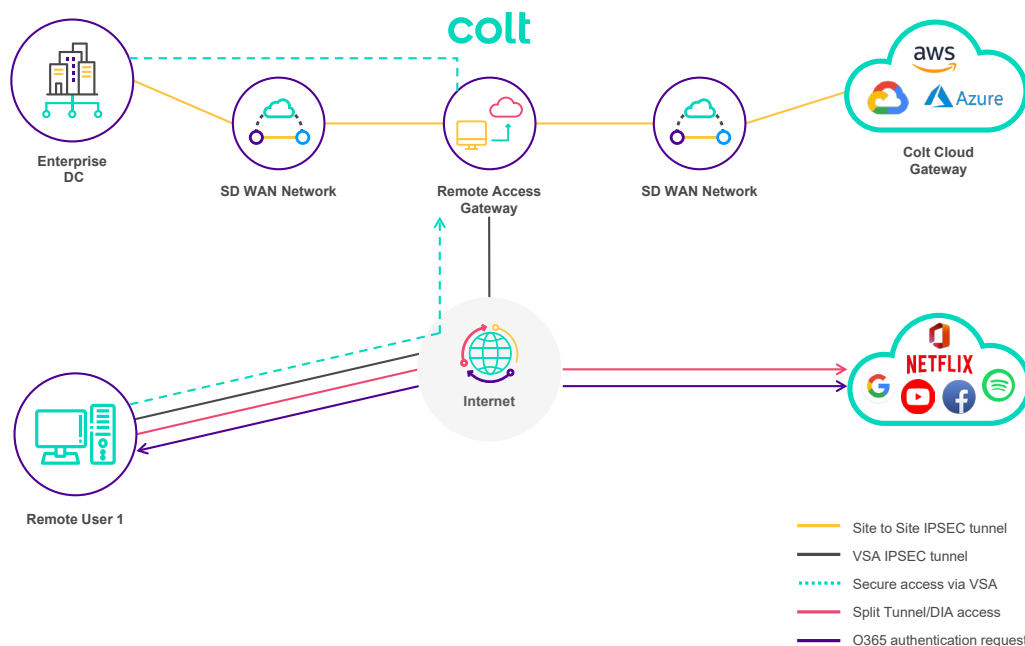 colt
aws
Azure
Enterprise
DC
SD WAN Network
Remote Access
Gateway
SD WAN Network
Colt Cloud
Gateway
Internet
NETFLIX
Remote User 1
Site to Site IPSEC tunnel
VSA IPSEC tunnel
Secure access via VSA
Split Tunnel/DIA access
O365 authentication request